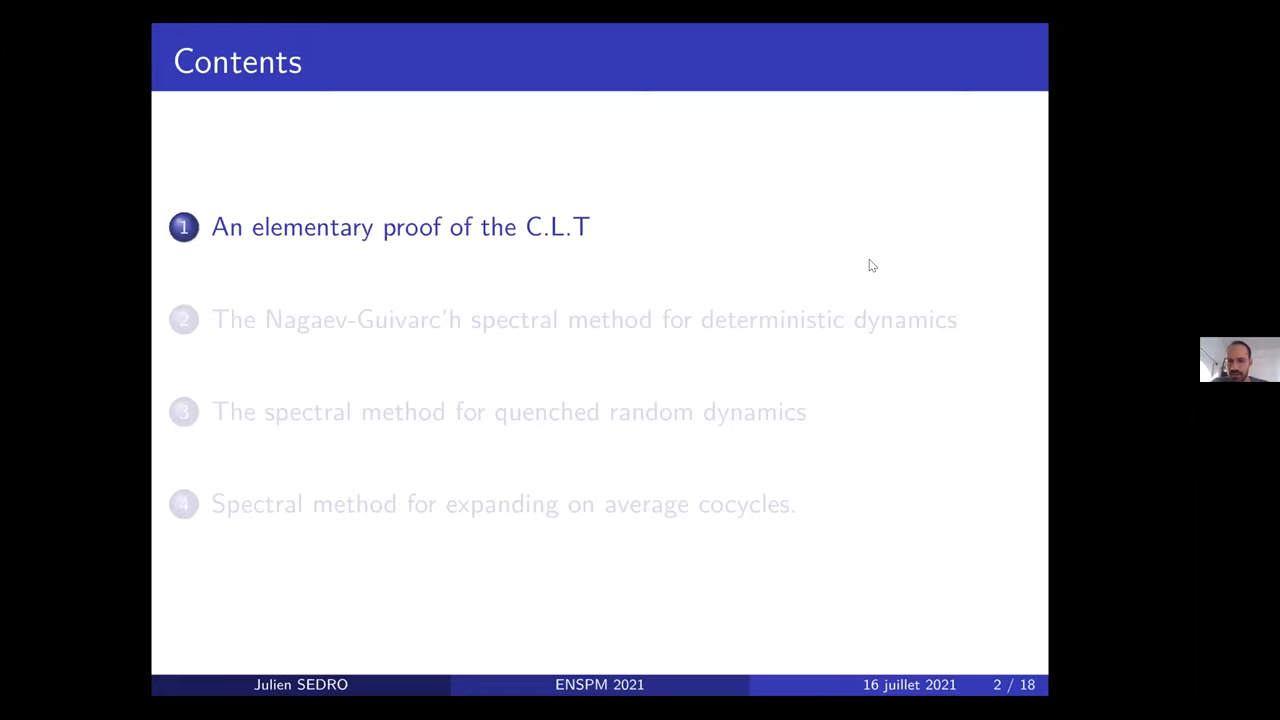 Contents
1 An elementary proof of the C.L.T
2 The Nagaev-Guivarc'h spectral method for deterministic dynamics
3 The spectral method for quenched random dynamics
4 Spectral method for expanding on average cocycles.
Julien SEDRO ENSPM 2021 16 juillet 2021 2 / 18